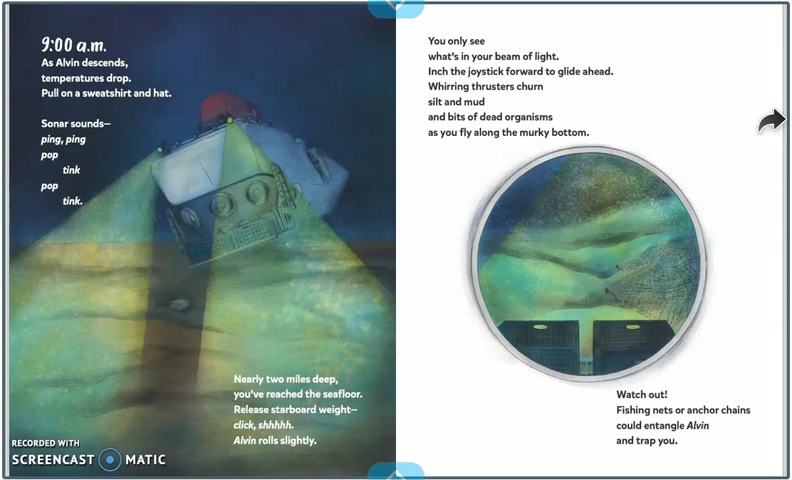 9:00 a.m.
As Alvin descends,
temperatures drop.
Pull on a sweatshirt and hat.
Sonar sounds—
ping, ping
pop
tink
pop
tink.
Nearly two miles deep,
you've reached the seafloor.
Release starboard weight—
click, shhhhh.
Alvin rolls slightly.
RECORDED WITH
SCREENCAST MATIC
You only see
what's in your beam of light.
Inch the joystick forward to glide ahead.
Whirring thrusters churn
silt and mud
and bits of dead organisms
as you fly along the murky bottom.
Watch out!
Fishing nets or anchor chains
could entangle Alvin
and trap you.